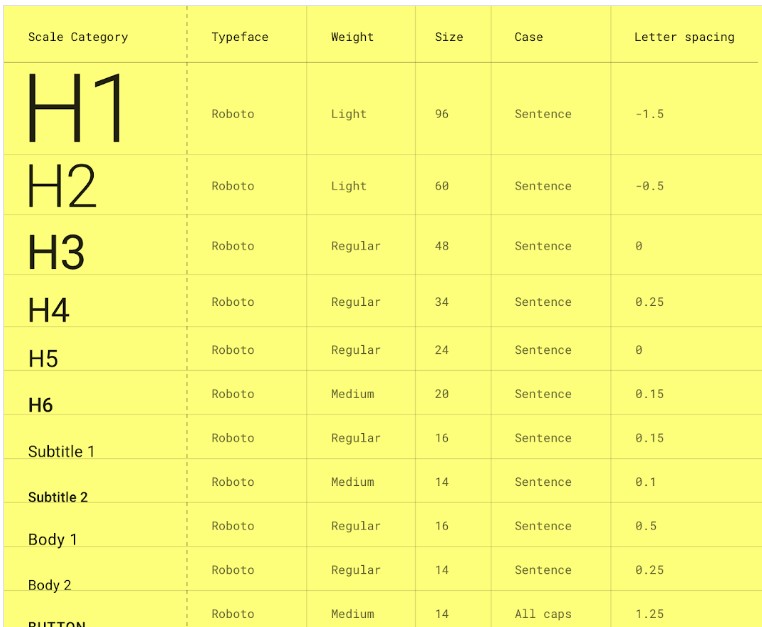 Scale Category Typeface Weight Size Case Letter spacing
H1 Roboto Light 96 Sentence -1.5
H2 Roboto Light 60 Sentence -0.5
H3 Roboto Regular 48 Sentence 0
H4 Roboto Regular 34 Sentence 0.25
H5 Roboto Regular 24 Sentence 0
H6 Roboto Medium 20 Sentence 0.15
Subtitle 1 Roboto Regular 16 Sentence 0.15
Subtitle 2 Roboto Medium 14 Sentence 0.1
Body 1 Roboto Regular 16 Sentence 0.5
Body 2 Roboto Regular 14 Sentence 0.25
BUTTON Roboto Medium 14 All caps 1.25